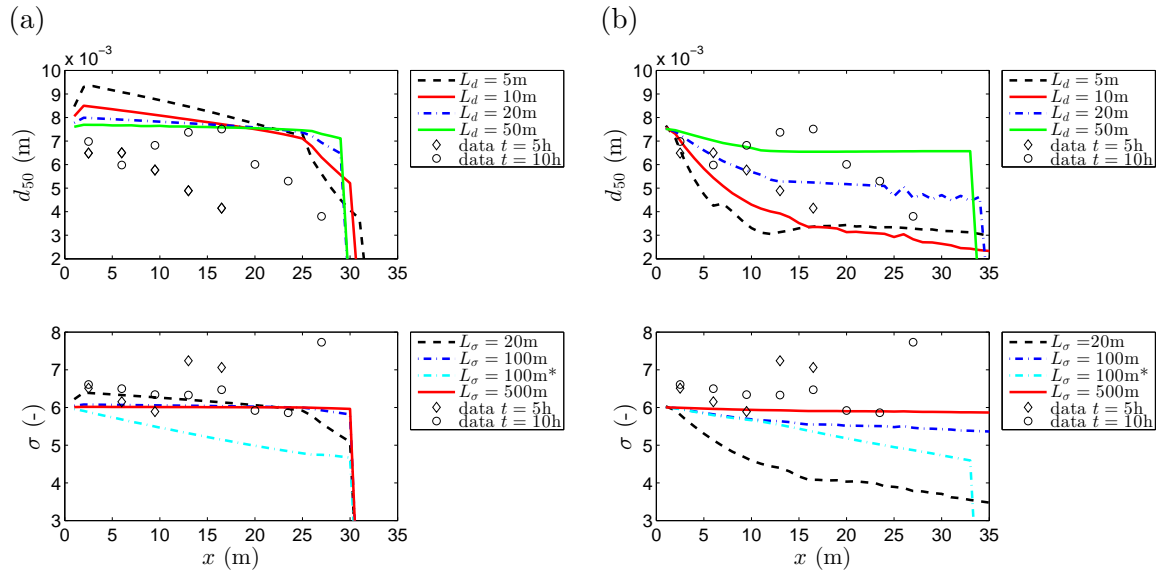 (a)
(b)
x 10⁻³
10
9
8
7
6
5
4
3
2
d₅₀ (m)
0 5 10 15 20 25 30 35
L_d = 5m
L_d = 10m
L_d = 20m
L_d = 50m
data t = 5h
data t = 10h
x 10⁻³
10
9
8
7
6
5
4
3
2
d₅₀ (m)
0 5 10 15 20 25 30 35
L_d = 5m
L_d = 10m
L_d = 20m
L_d = 50m
data t = 5h
data t = 10h
8
7
6
5
4
3
σ (-)
0 5 10 15 20 25 30 35
x (m)
L_σ = 20m
L_σ = 100m
L_σ = 100m*
L_σ = 500m
data t = 5h
data t = 10h
8
7
6
5
4
3
σ (-)
0 5 10 15 20 25 30 35
x (m)
L_σ =20m
L_σ = 100m
L_σ = 100m*
L_σ = 500m
data t = 5h
data t = 10h